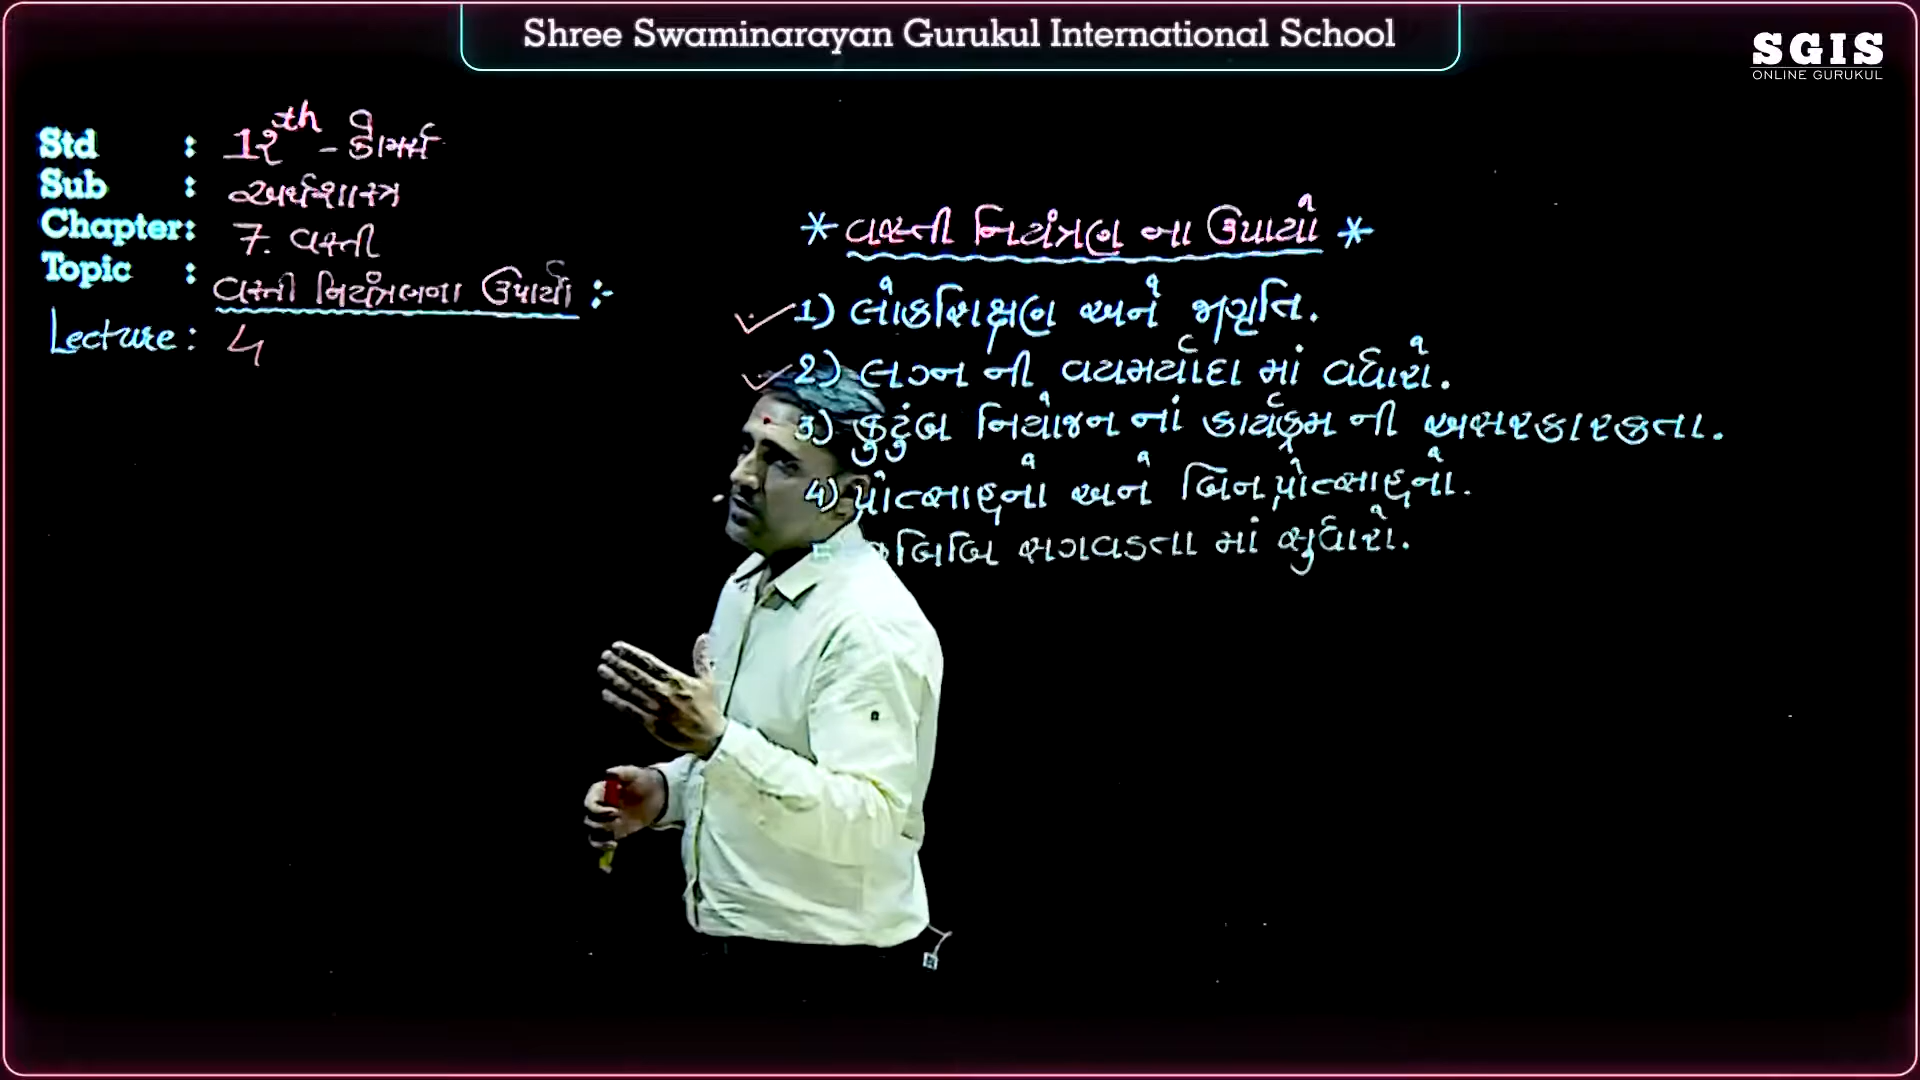 Shree Swaminarayan Gurukul International School
SGIS
ONLINE GURUKUL
Std : 12th - કોમર્સ
Sub : અર્થશાસ્ત્ર
Chapter: 7. વસ્તી
Topic : વસ્તી નિયંત્રણના ઉપાયો :-
Lecture: 4
* વસ્તી નિયંત્રણ ના ઉપાયો *
1) લોકશિક્ષણ અને જાગૃતિ.
2) લગ્ન ની વયમર્યાદા માં વધારો.
3) કુટુંબ નિયોજન નાં કાર્યક્રમ ની અસરકારકતા.
4) પ્રોત્સાહનો અને બિનપ્રોત્સાહનો.
સગવડતા માં સુધારો.